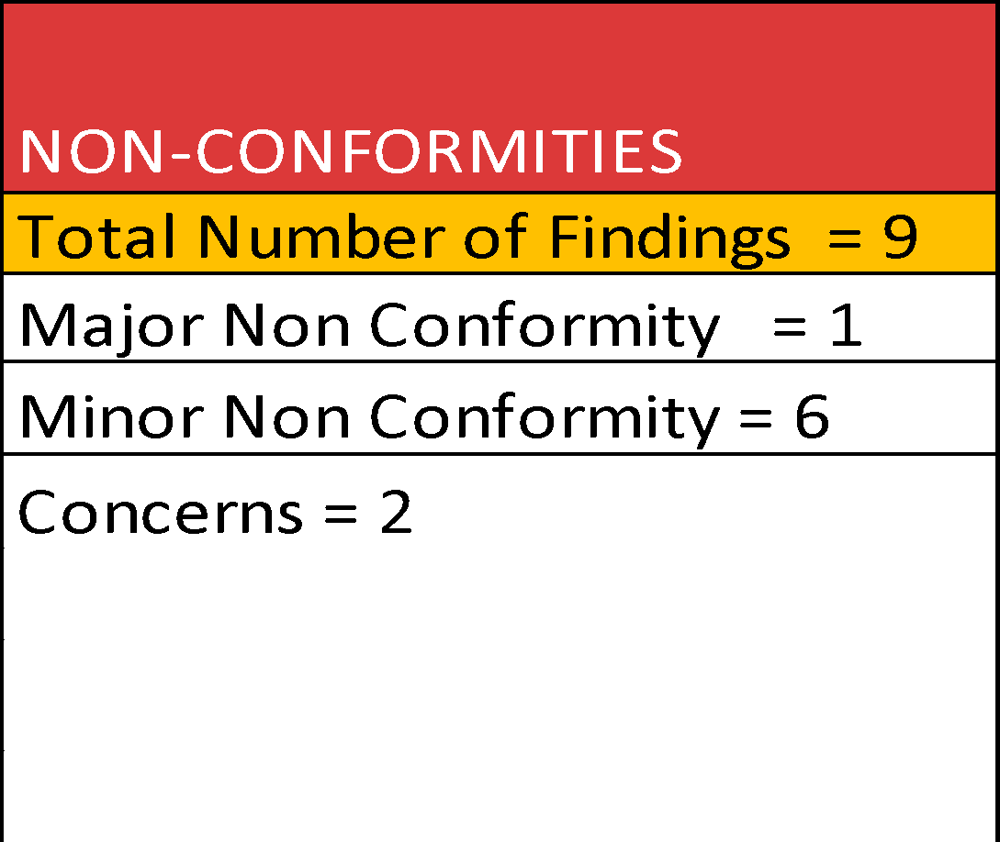 NON-CONFORMITIES
Total Number of Findings  = 9
Major Non Conformity   = 1
Minor Non Conformity = 6
Concerns = 2